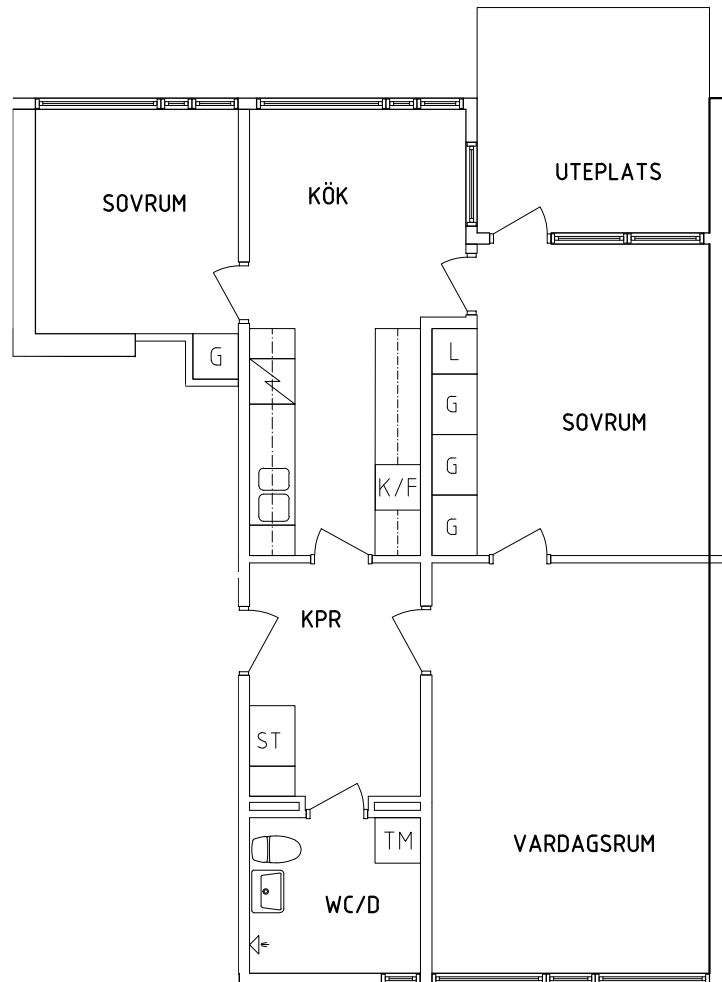 UTEPLATS
SOVRUM
KÖK
G
L
G
SOVRUM
G
K/F
G
KPR
ST
TM
VARDAGSRUM
WC/D